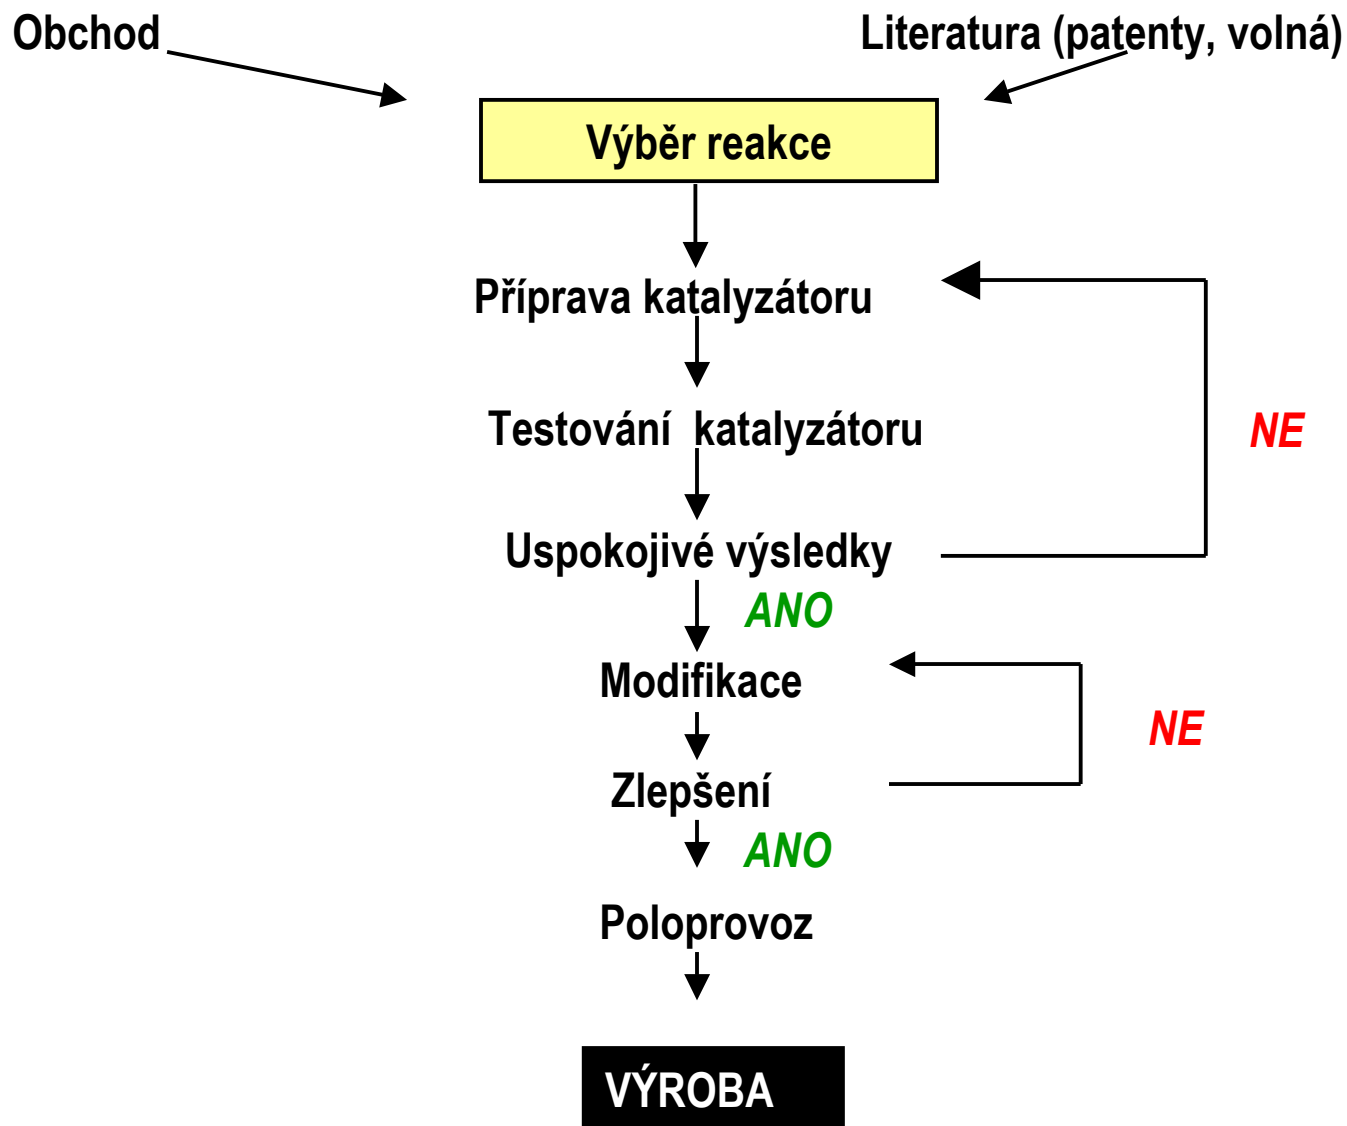 Obchod
Literatura (patenty, volná)
Výběr reakce
Příprava katalyzátoru
Testování katalyzátoru
NE
Uspokojivé výsledky
ANO
Modifikace
NE
Zlepšení
ANO
Poloprovoz
VÝROBA